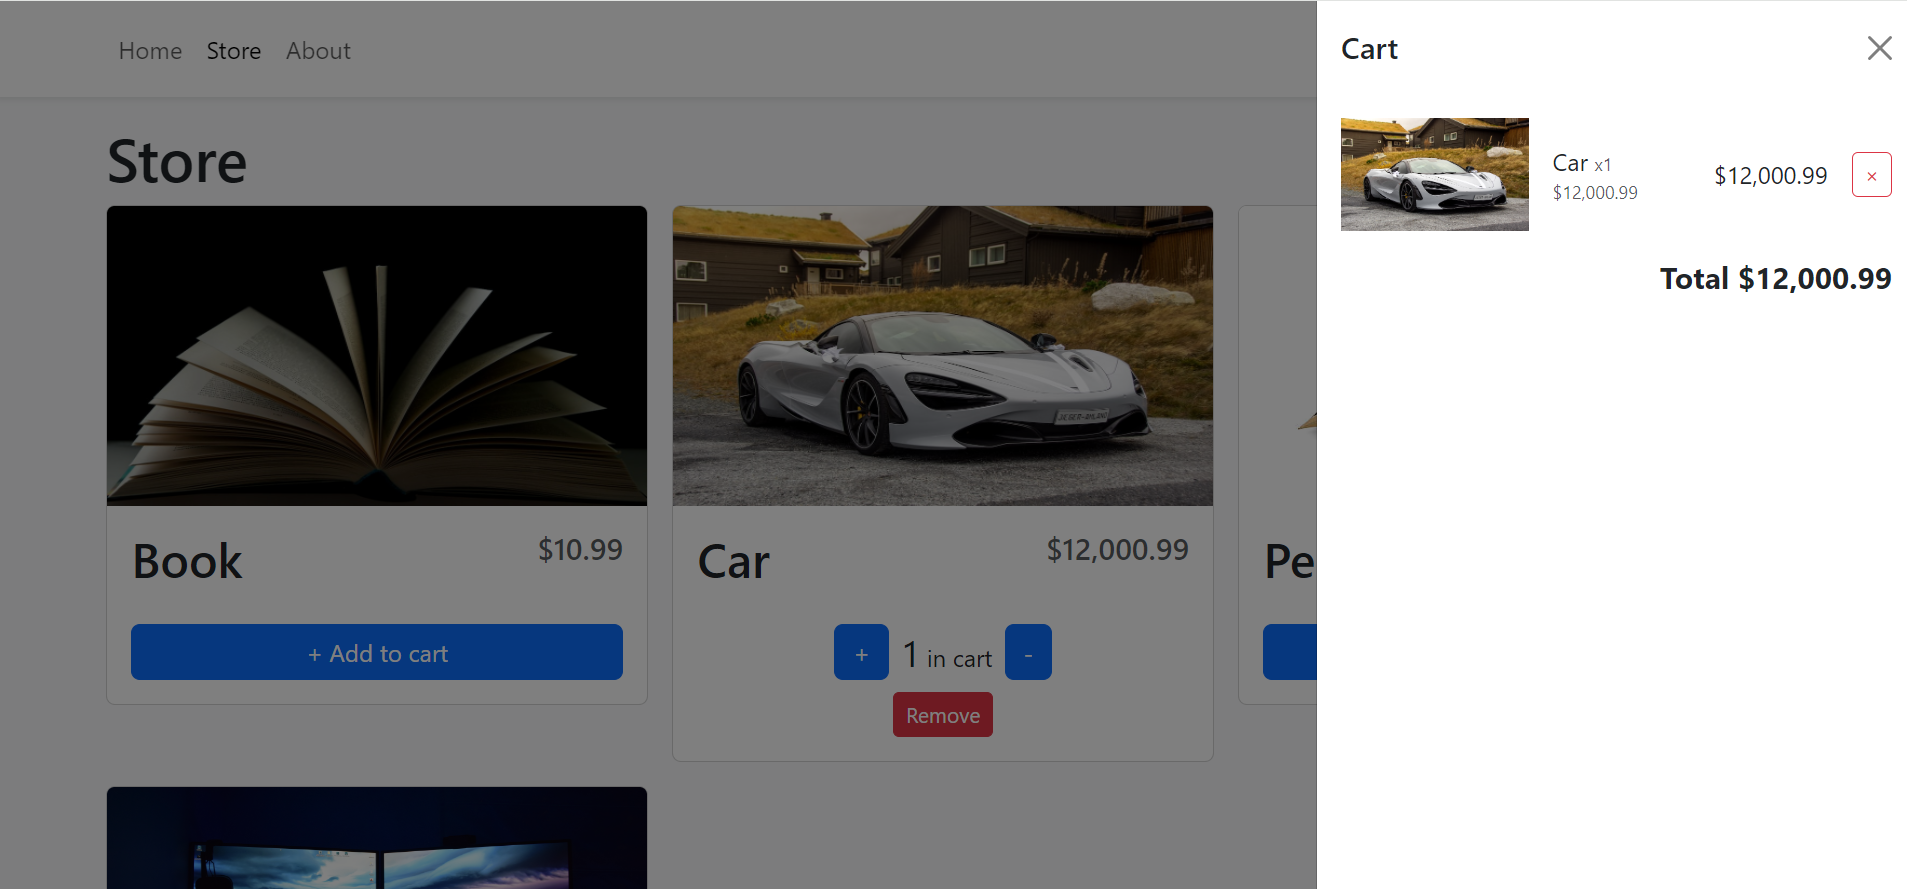 Home Store About
Store
Book $10.99
+ Add to cart
Car $12,000.99
+ 1 in cart -
Remove
Pe
Cart
Car x1
$12,000.99
$12,000.99
×
Total $12,000.99